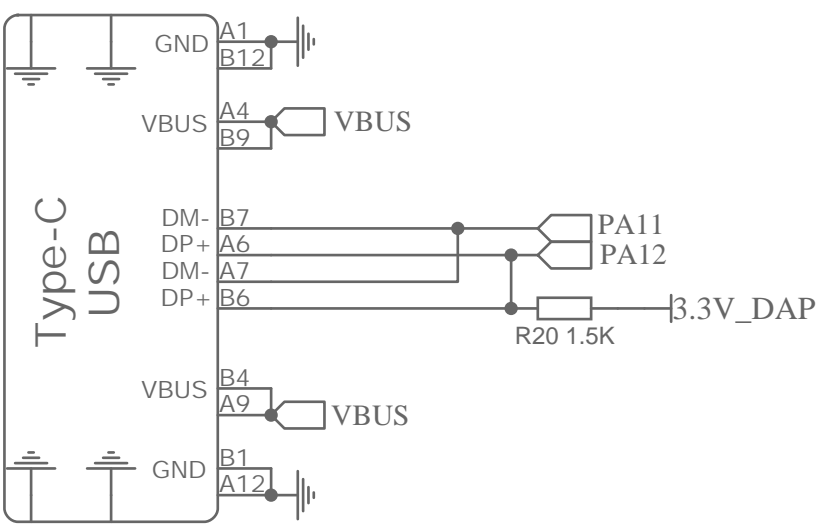 GND A1
B12
VBUS A4 VBUS
B9
DM- B7 PA11
DP+ A6 PA12
DM- A7
DP+ B6 3.3V_DAP
R20 1.5K
Type-C
USB
VBUS B4
A9 VBUS
GND B1
A12